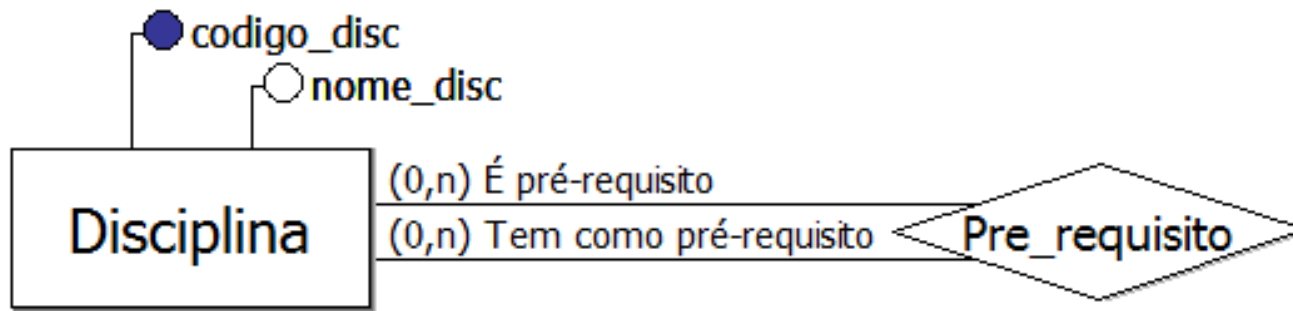 codigo_disc
nome_disc
(0,n) É pré-requisito
Disciplina
(0,n) Tem como pré-requisito
Pre_requisito